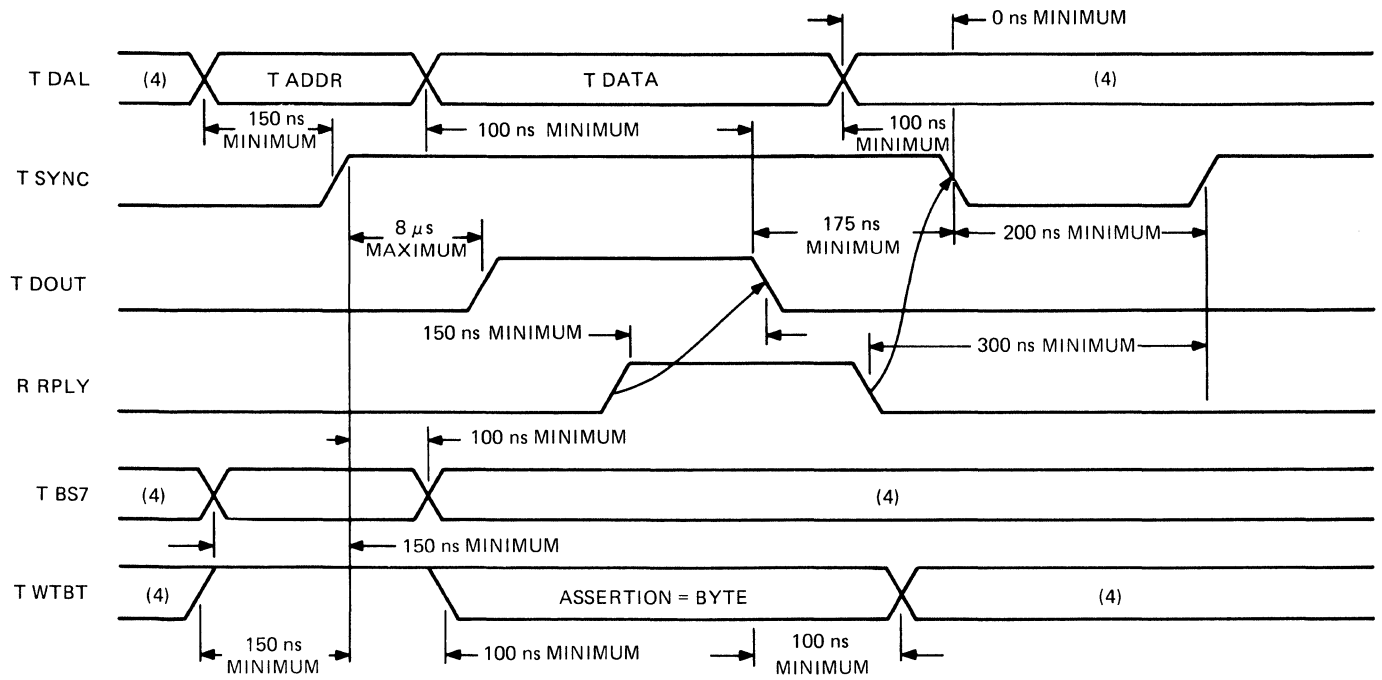 0 ns MINIMUM
T DAL
(4)
T ADDR
T DATA
(4)
150 ns
MINIMUM
100 ns MINIMUM
100 ns
MINIMUM
T SYNC
8 μs
MAXIMUM
175 ns
MINIMUM
200 ns MINIMUM
T DOUT
150 ns MINIMUM
300 ns MINIMUM
R RPLY
100 ns MINIMUM
T BS7
(4)
(4)
150 ns MINIMUM
T WTBT
(4)
ASSERTION = BYTE
(4)
150 ns
MINIMUM
100 ns MINIMUM
100 ns
MINIMUM